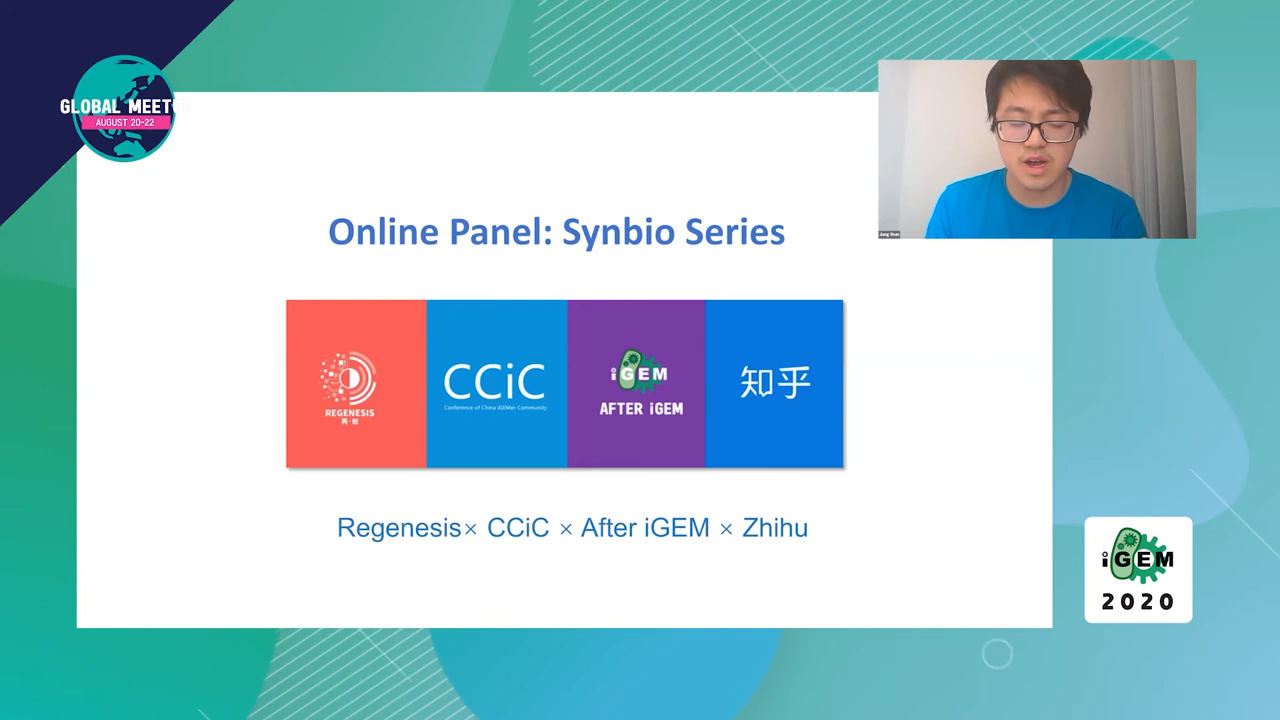 GLOBAL MEETU
AUGUST 20-22
Online Panel: Synbio Series
REGENESIS
再·创
CCiC
Conference of China iGEMer Community
iGEM
AFTER iGEM
知乎
Regenesis× CCiC × After iGEM × Zhihu
iGEM
2020